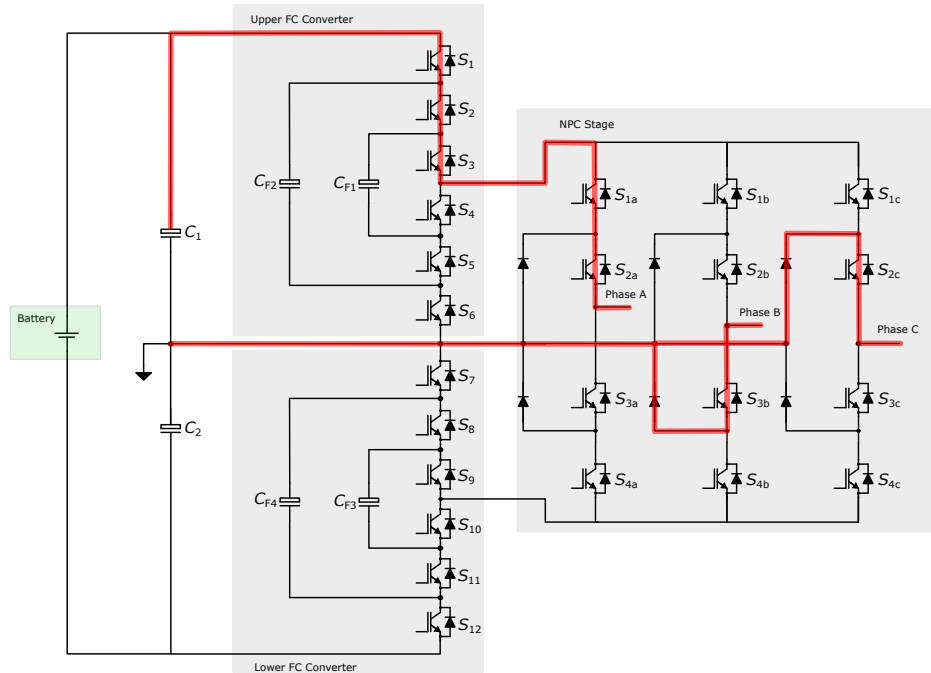 Upper FC Converter
S1
S2
S3
S4
S5
S6
CF2
CF1
C1
Battery
C2
S7
S8
S9
S10
S11
S12
CF4
CF3
Lower FC Converter
NPC Stage
S1a
S1b
S1c
S2a
S2b
S2c
Phase A
Phase B
Phase C
S3a
S3b
S3c
S4a
S4b
S4c